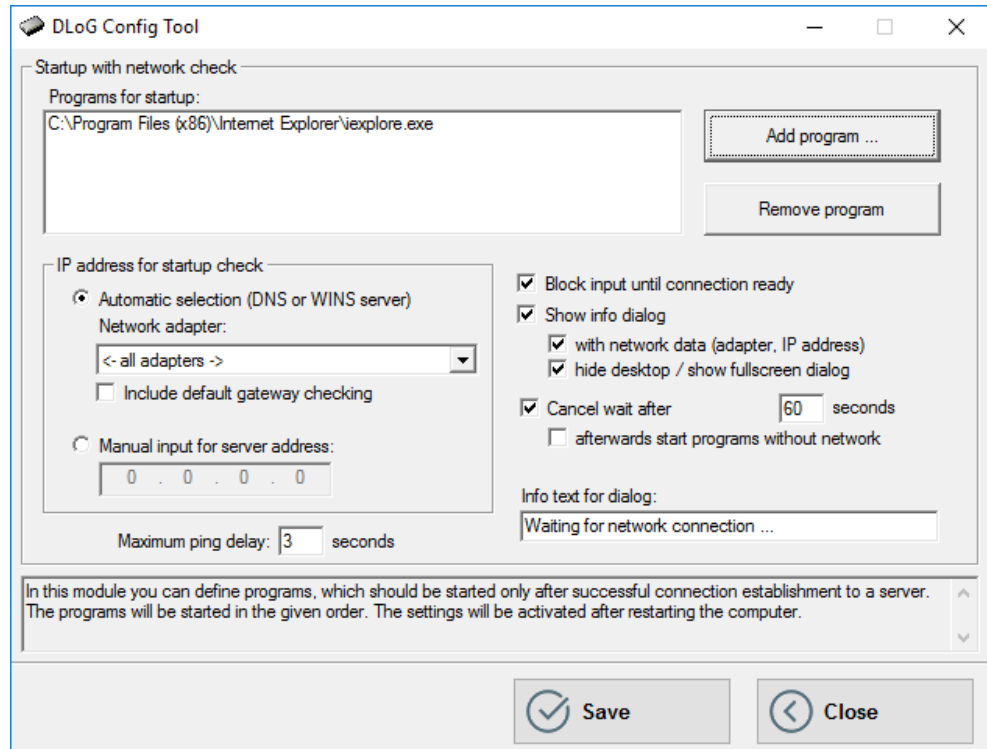 DLoG Config Tool
Startup with network check
Programs for startup:
C:\Program Files (x86)\Internet Explorer\iexplore.exe
Add program ...
Remove program
IP address for startup check
Automatic selection (DNS or WINS server)
Network adapter:
<- all adapters ->
Include default gateway checking
Manual input for server address:
0 . 0 . 0 . 0
Maximum ping delay: 3 seconds
Block input until connection ready
Show info dialog
with network data (adapter, IP address)
hide desktop / show fullscreen dialog
Cancel wait after 60 seconds
afterwards start programs without network
Info text for dialog:
Waiting for network connection ...
In this module you can define programs, which should be started only after successful connection establishment to a server.
The programs will be started in the given order. The settings will be activated after restarting the computer.
Save
Close